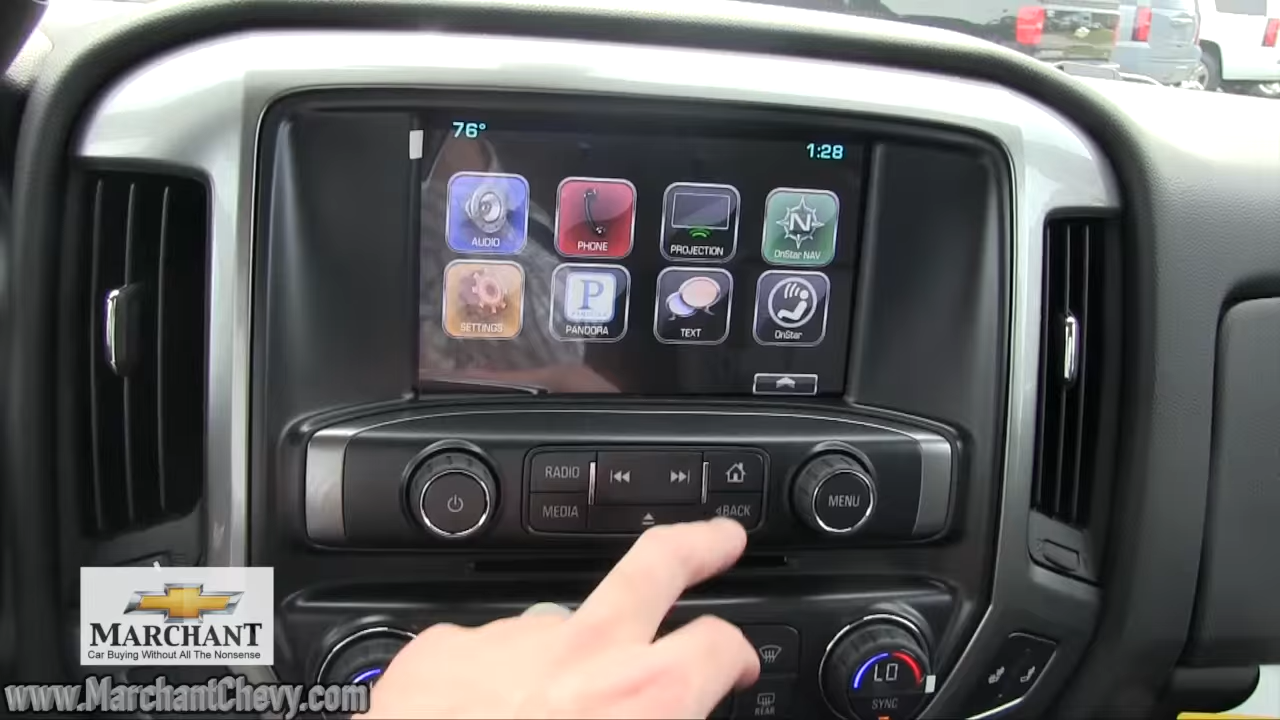 76°
1:28
AUDIO
PHONE
PROJECTION
N
OnStar NAV
SETTINGS
P
PANDORA
TEXT
OnStar
RADIO
MEDIA
BACK
MENU
LO
SYNC
REAR
MARCHANT
Car Buying Without All The Nonsense
www.MarchantChevy.com